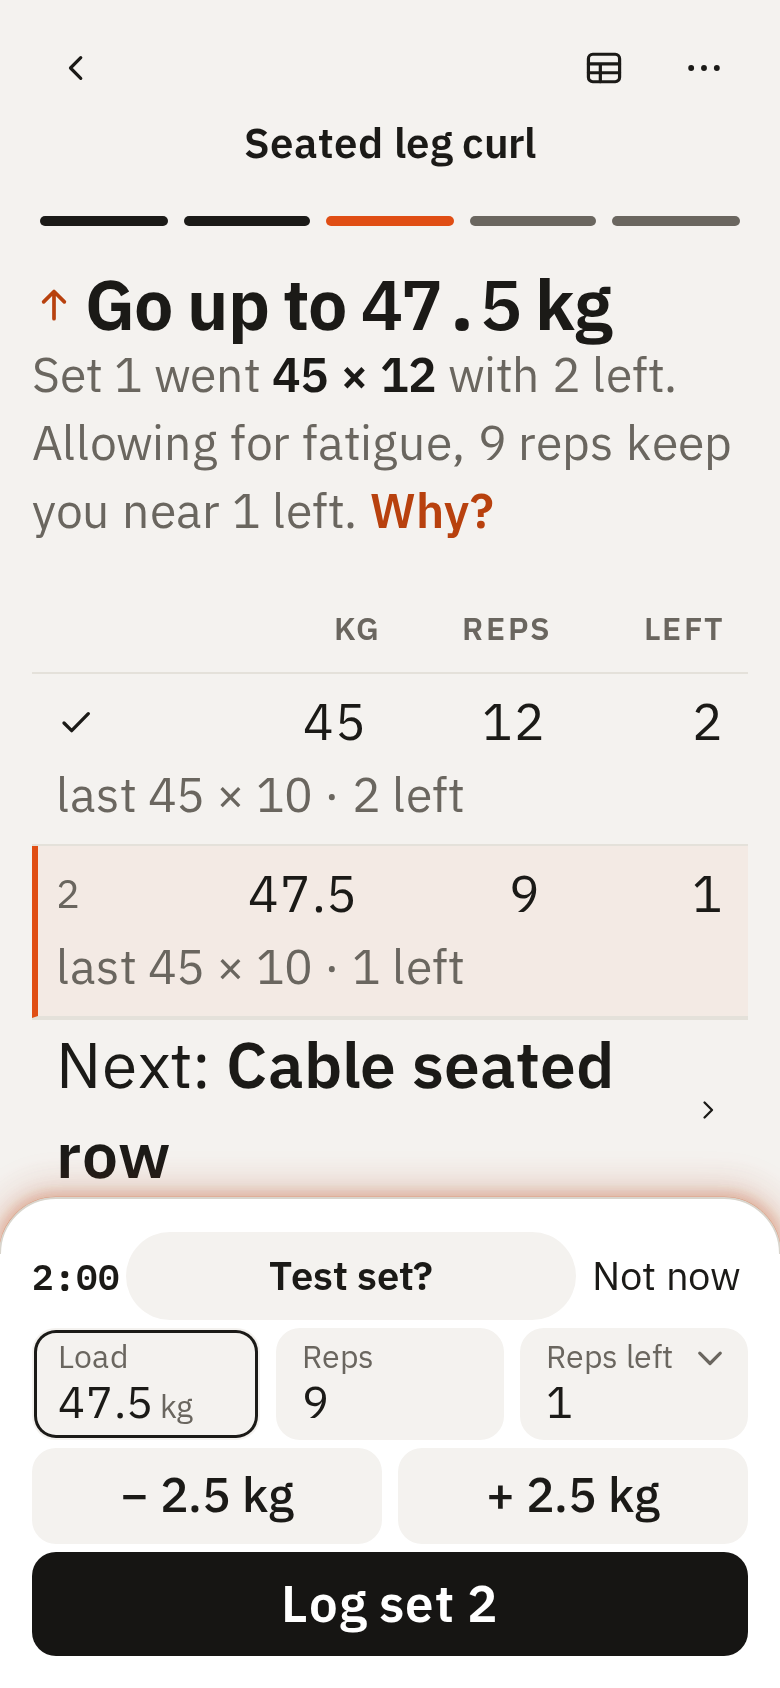 Seated leg curl
Go up to 47.5 kg
Set 1 went 45 × 12 with 2 left.
Allowing for fatigue, 9 reps keep
you near 1 left. Why?
KG REPS LEFT
45 12 2
last 45 × 10 · 2 left
2 47.5 9 1
last 45 × 10 · 1 left
Next: Cable seated
row
2:00 Test set? Not now
Load Reps Reps left
47.5 kg 9 1
− 2.5 kg + 2.5 kg
Log set 2